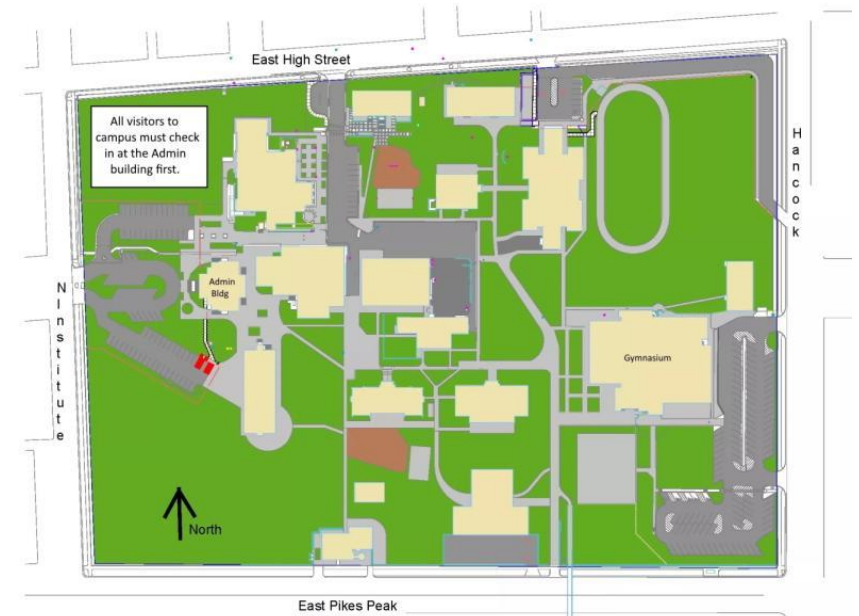 East High Street
All visitors to
campus must check
in at the Admin
building first.
Hancock
N Institute
Admin
Bldg
Gymnasium
North
East Pikes Peak